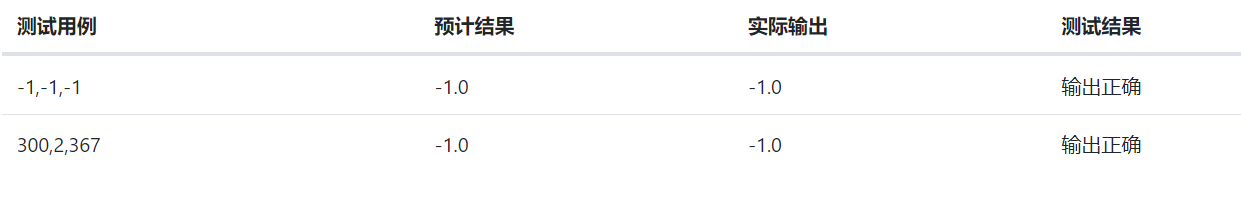 测试用例 预计结果 实际输出 测试结果
-1,-1,-1 -1.0 -1.0 输出正确
300,2,367 -1.0 -1.0 输出正确